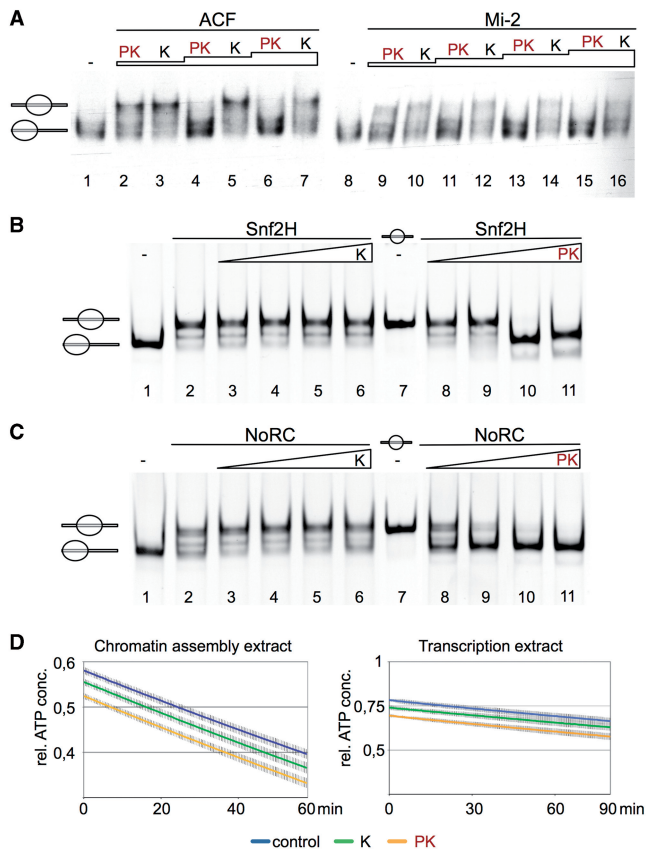 A
ACF
Mi-2
PK K PK K PK K
PK K PK K PK K PK K
-
-
1 2 3 4 5 6 7
8 9 10 11 12 13 14 15 16
B
Snf2H
Snf2H
-
K
-
PK
1 2 3 4 5 6 7 8 9 10 11
C
NoRC
NoRC
-
K
-
PK
1 2 3 4 5 6 7 8 9 10 11
D
Chromatin assembly extract
Transcription extract
rel. ATP conc.
0,6
0,5
0,4
0 20 40 60 min
rel. ATP conc.
1
0,75
0,5
0 30 60 90 min
control K PK